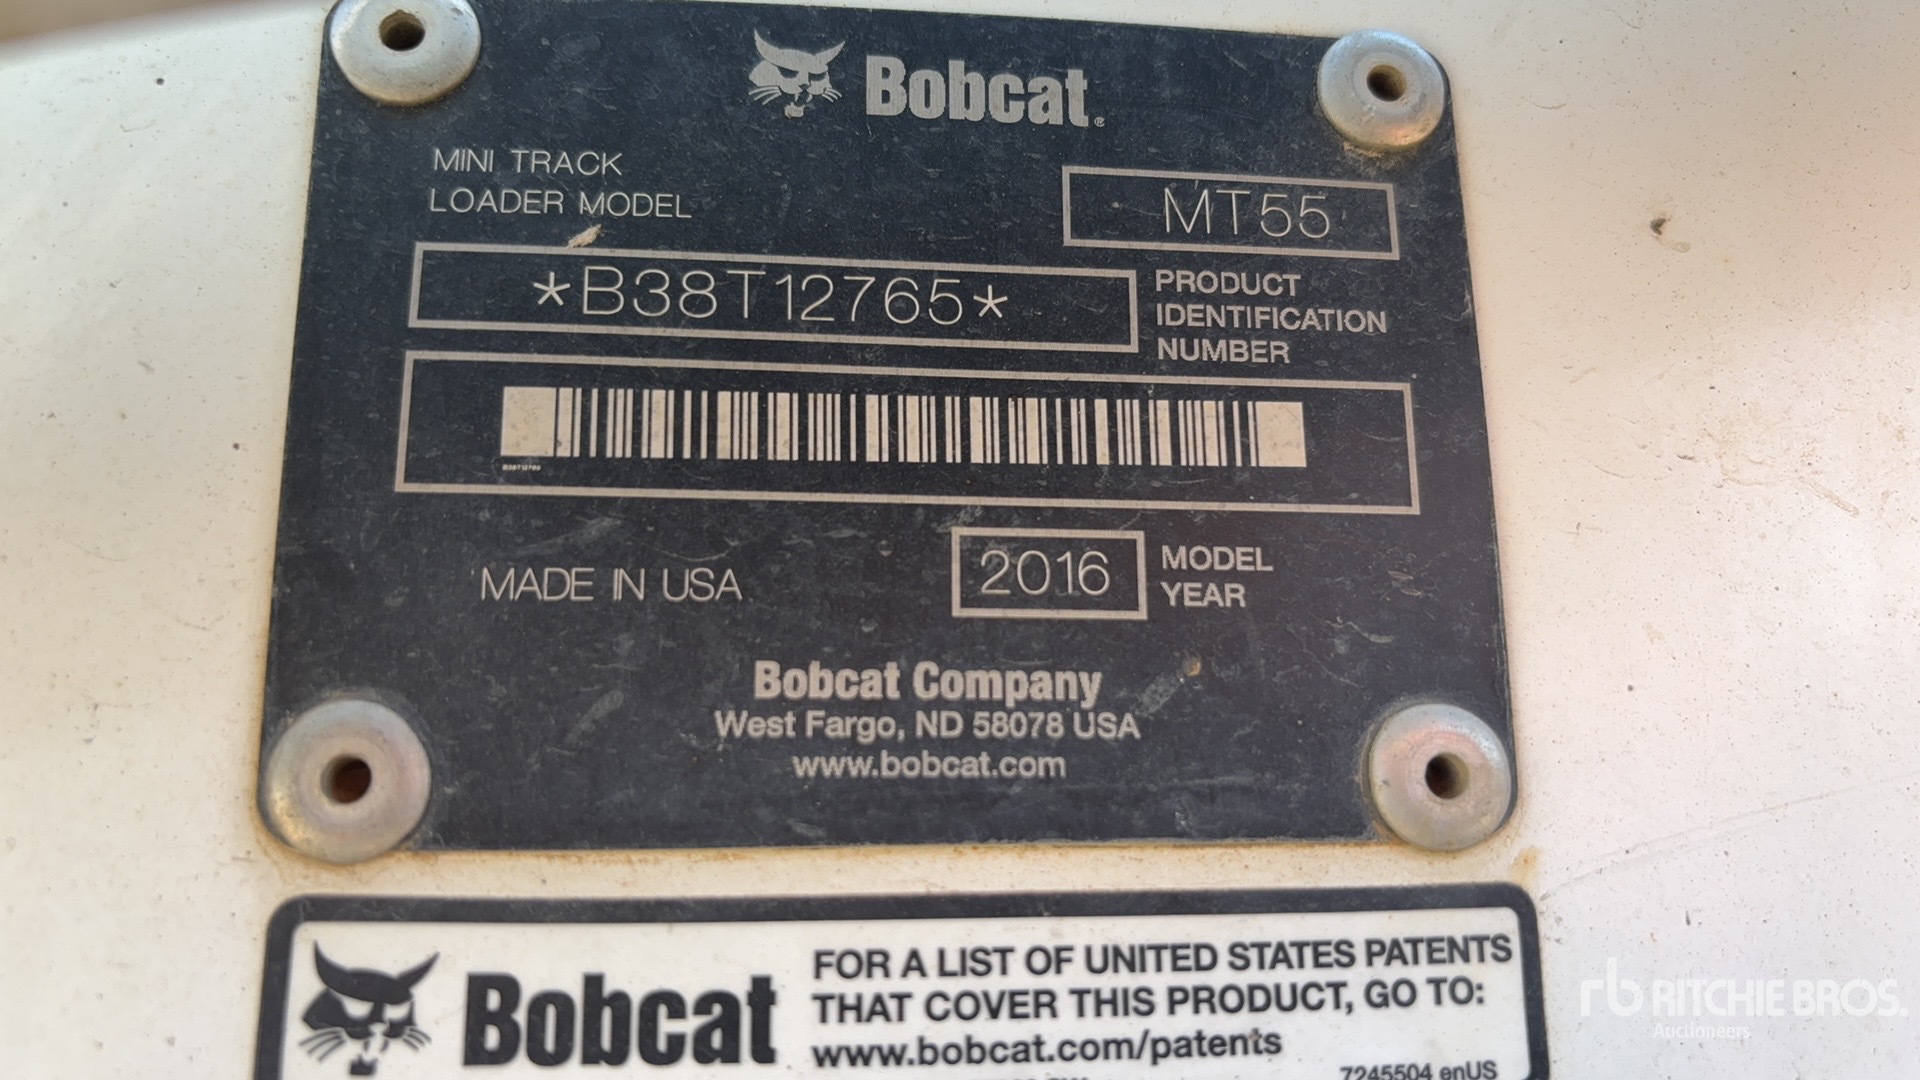 Bobcat®
MINI TRACK
LOADER MODEL
MT55
*B38T12765*
PRODUCT
IDENTIFICATION
NUMBER
MADE IN USA
2016
MODEL
YEAR
Bobcat Company
West Fargo, ND 58078 USA
www.bobcat.com
Bobcat
FOR A LIST OF UNITED STATES PATENTS
THAT COVER THIS PRODUCT, GO TO:
www.bobcat.com/patents
7245504 enUS
rb RITCHIE BROS.
Auctioneers